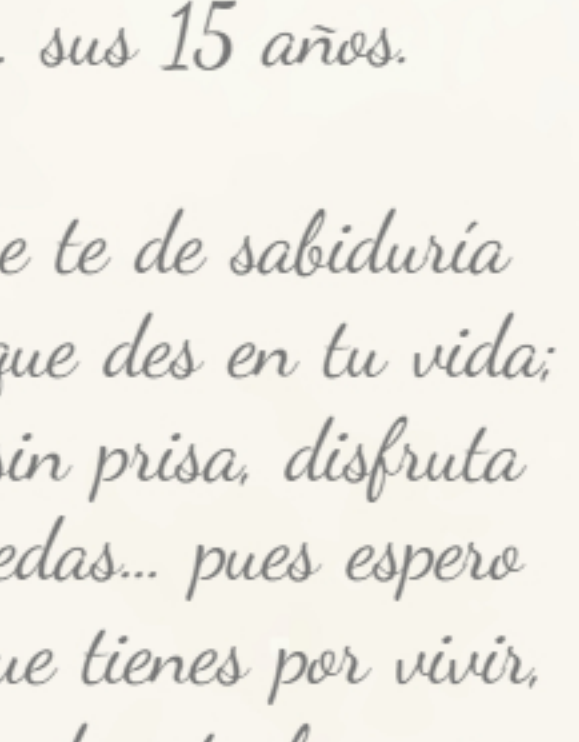 . sus 15 años.
e te de sabiduría
que des en tu vida;
sin prisa, disfruta
edas... pues espero
ue tienes por vivir,